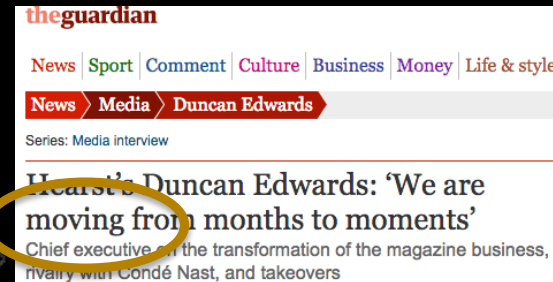 theguardian
News Sport Comment Culture Business Money Life & style
News Media Duncan Edwards
Series: Media interview
Hearst's Duncan Edwards: ‘We are
moving from months to moments’
Chief executive on the transformation of the magazine business,
rivalry with Condé Nast, and takeovers